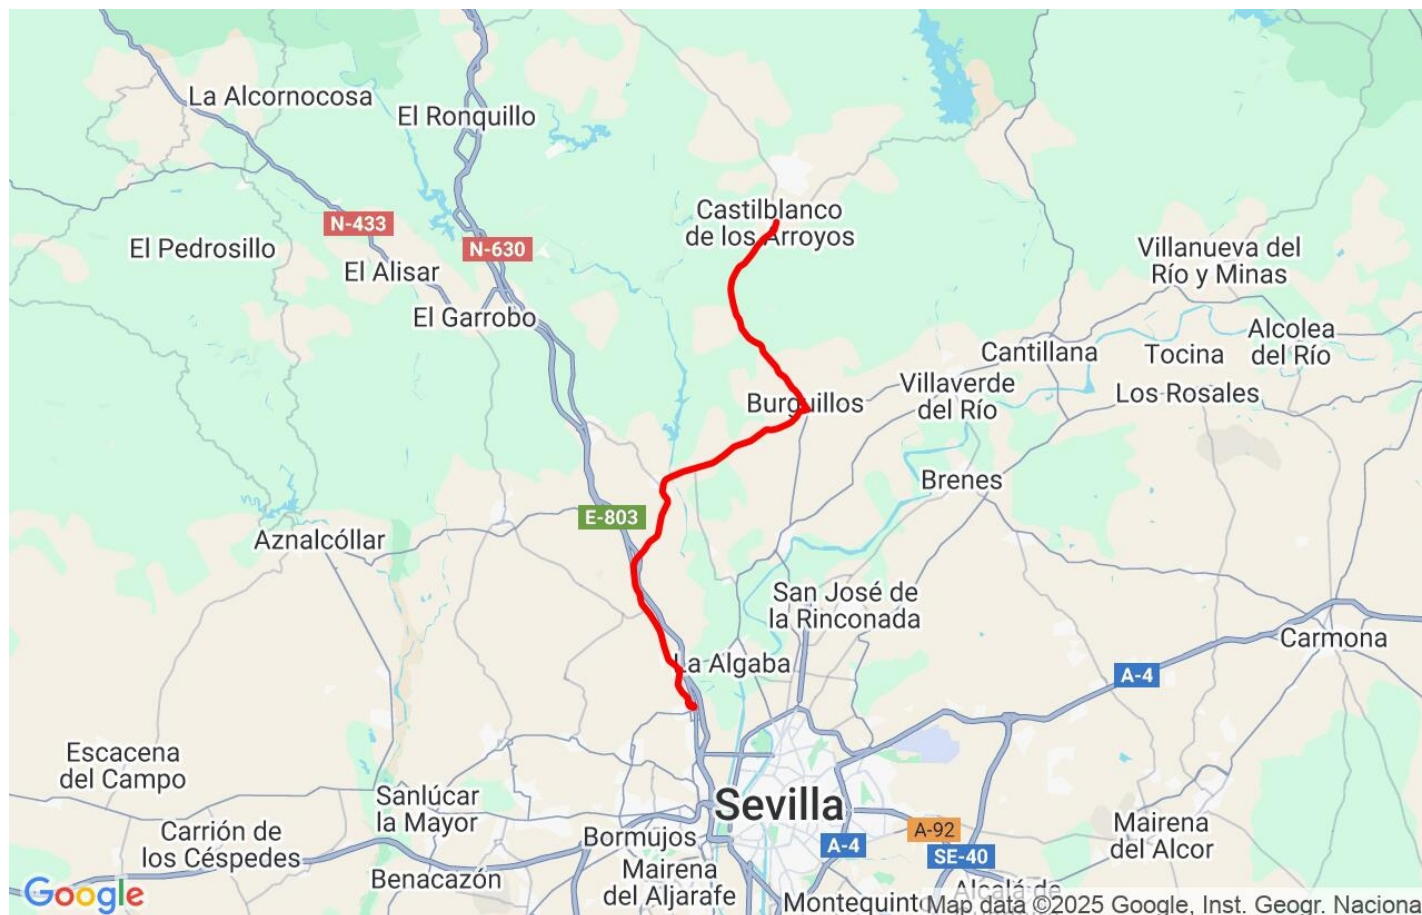 La Alcornocosa
El Ronquillo
Castilblanco
de los Arroyos
N-433
N-630
El Pedrosillo
El Alisar
Villanueva del
Río y Minas
El Garrobo
Cantillana
Tocina
Alcolea
del Río
Burguillos
Villaverde
del Río
Los Rosales
Brenes
E-803
Aznalcóllar
San José de
la Rinconada
Carmona
La Algaba
A-4
Escacena
del Campo
Sanlúcar
la Mayor
Sevilla
Carrión de
los Céspedes
Bormujos
A-4
A-92
SE-40
Mairena
del Alcor
Benacazón
Mairena
del Aljarafe
Montequinto
Alcalá de
Google
Map data ©2025 Google, Inst. Geogr. Naciona